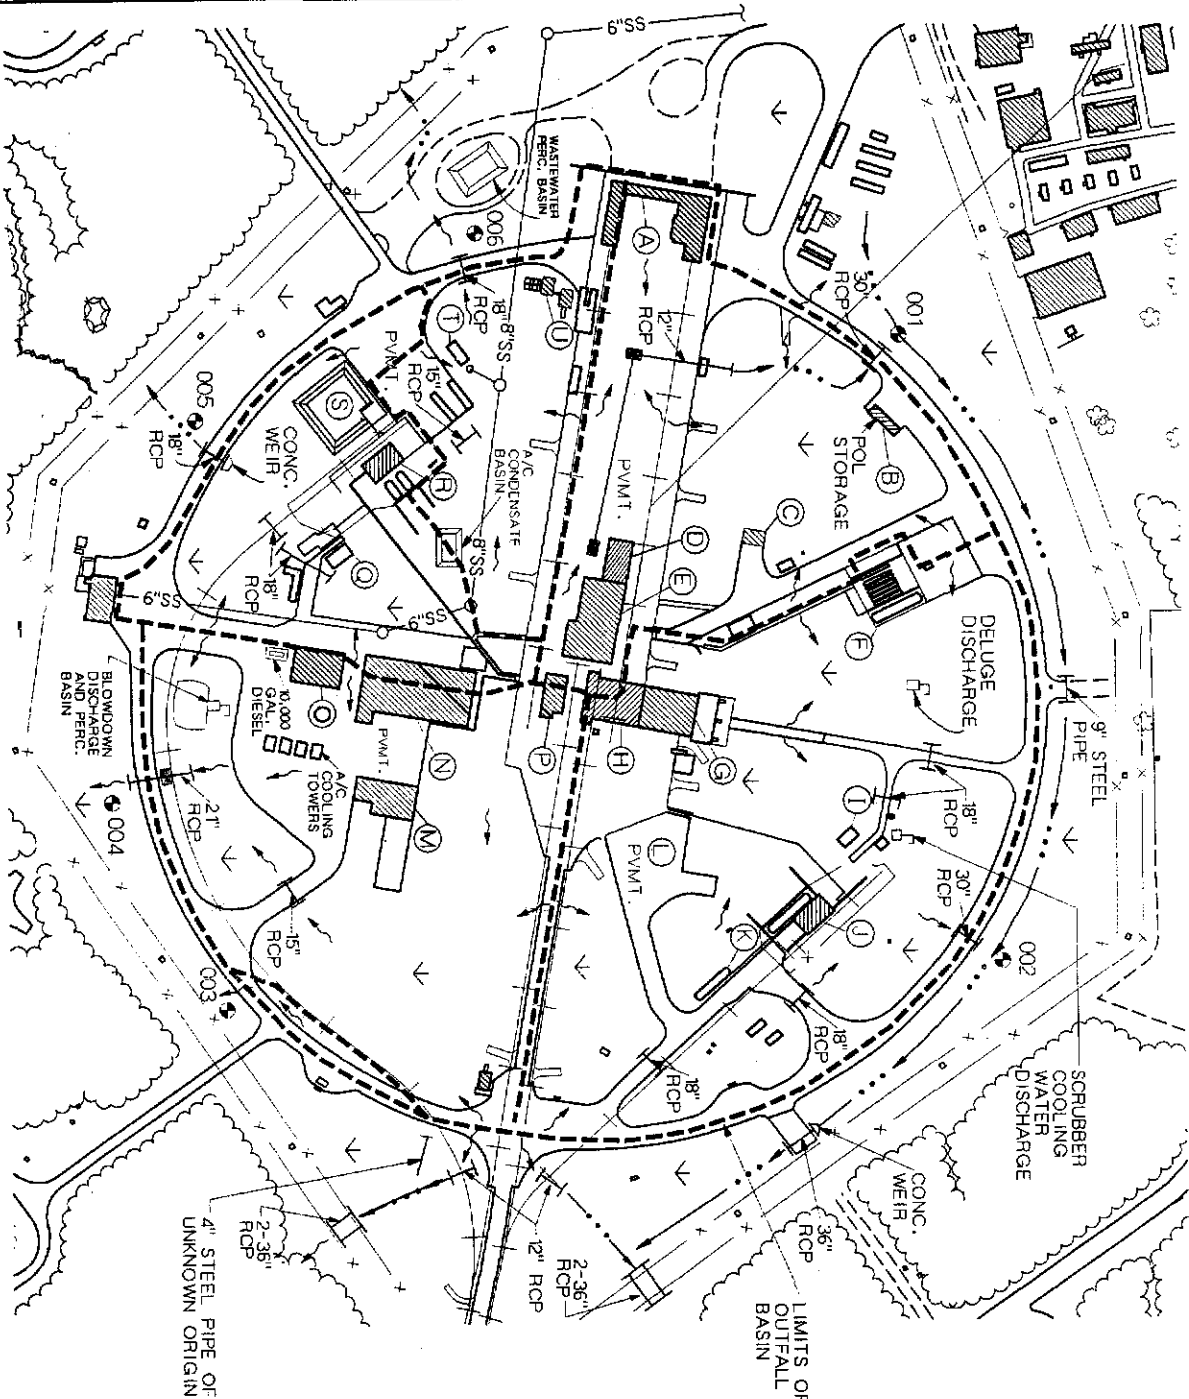 6"SS
WASTEWATER
PERC. BASIN
006
18"
RCP
A
12"
RCP
30"
RCP
001
B
POL
STORAGE
C
U
T
8"SS
15"
RCP
PVMT.
S
005
18"
RCP
CONC.
WEIR
R
A/C
CONDENSATE
BASIN
8"SS
PVMT.
D
E
F
DELUGE
DISCHARGE
9" STEEL
PIPE
Q
18"
RCP
6"SS
6"SS
O
10,000
GAL.
DIESEL
BLOWDOWN
DISCHARGE
AND PERC.
BASIN
A/C
COOLING
TOWERS
PVMT.
N
M
P
H
G
I
18"
RCP
30"
RCP
002
L
PVMT.
J
K
18"
RCP
18"
RCP
SCRUBBER
COOLING
WATER
DISCHARGE
CONC.
WEIR
36"
RCP
LIMITS OF
OUTFALL
BASIN
21"
RCP
004
15"
RCP
003
12" RCP
2-36"
RCP
2-36"
RCP
4" STEEL PIPE OF
UNKNOWN ORIGIN